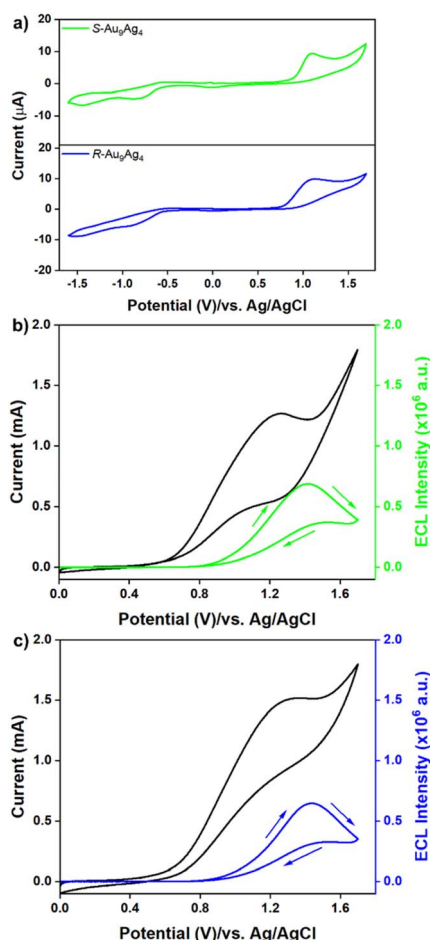 a)
20
10
0
-10
S-Au₉Ag₄
20
10
0
-10
-20
R-Au₉Ag₄
Current (μA)
-1.5 -1.0 -0.5 0.0 0.5 1.0 1.5
Potential (V)/vs. Ag/AgCl
b)
2.0
1.5
1.0
0.5
0.0
Current (mA)
2.0
1.5
1.0
0.5
0.0
ECL Intensity (x10⁶ a.u.)
0.0 0.4 0.8 1.2 1.6
Potential (V)/vs. Ag/AgCl
c)
2.0
1.5
1.0
0.5
0.0
Current (mA)
2.0
1.5
1.0
0.5
0.0
ECL Intensity (x10⁶ a.u.)
0.0 0.4 0.8 1.2 1.6
Potential (V)/vs. Ag/AgCl